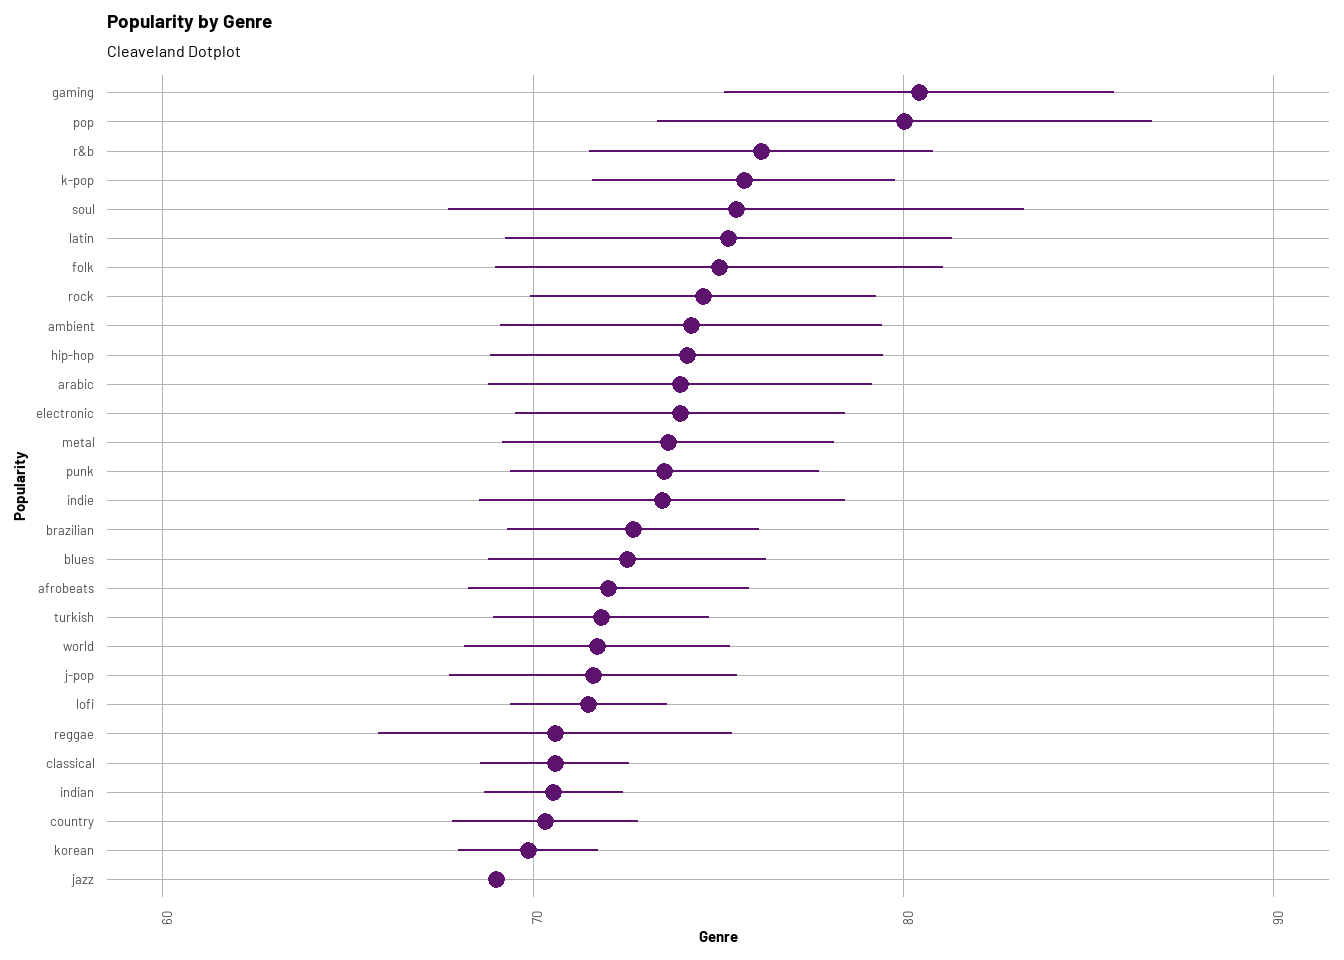 Popularity by Genre
Cleaveland Dotplot
gaming
pop
r&b
k-pop
soul
latin
folk
rock
ambient
hip-hop
arabic
electronic
metal
punk
indie
brazilian
blues
afrobeats
turkish
world
j-pop
lofi
reggae
classical
indian
country
korean
jazz
Popularity
60
70
80
90
Genre